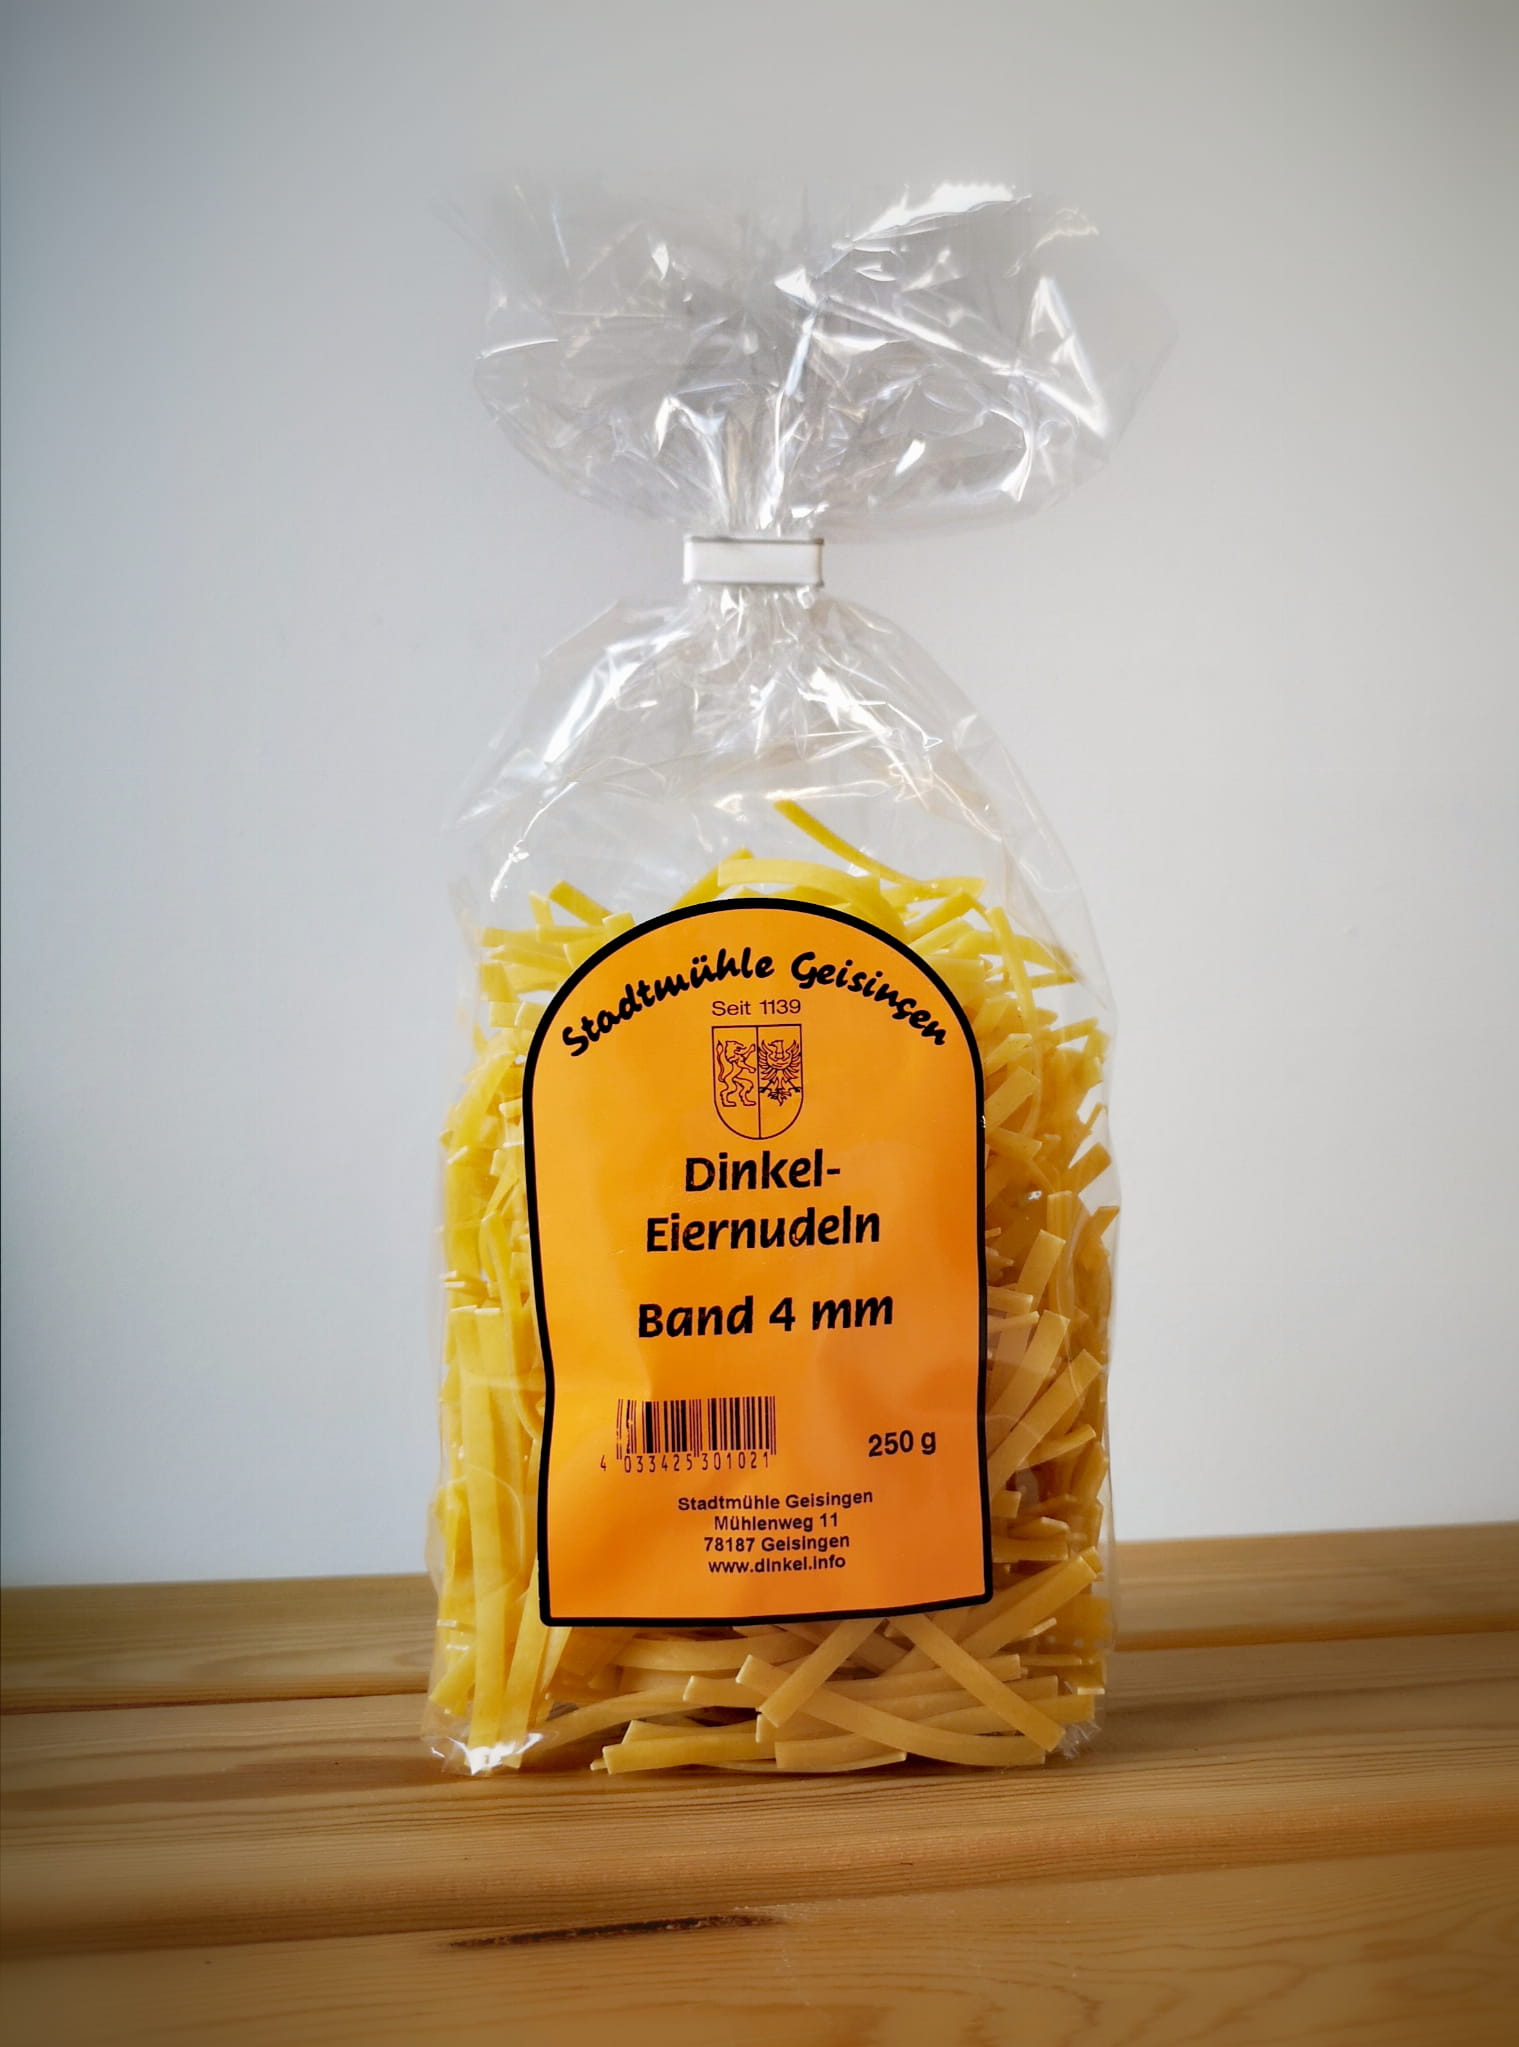 Stadtmühle Geisingen
Seit 1139
Dinkel-
Eiernudeln
Band 4 mm
4 033425 301021
250 g
Stadtmühle Geisingen
Mühlenweg 11
78187 Geisingen
www.dinkel.info